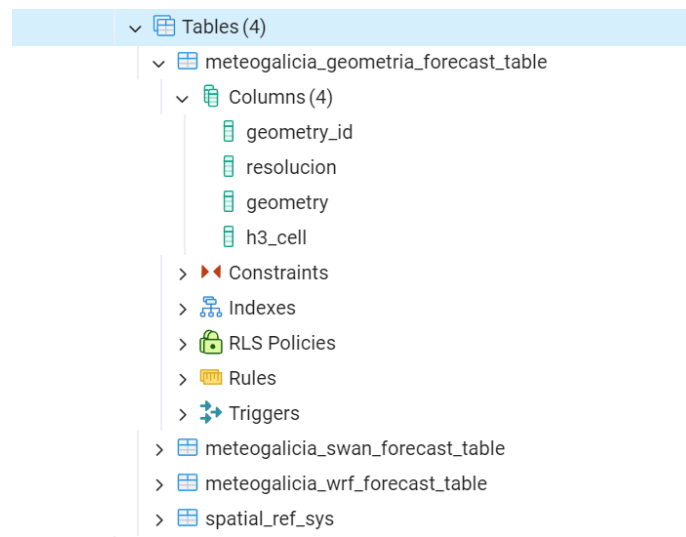 Tables (4)
meteogalicia_geometria_forecast_table
Columns (4)
geometry_id
resolucion
geometry
h3_cell
Constraints
Indexes
RLS Policies
Rules
Triggers
meteogalicia_swan_forecast_table
meteogalicia_wrf_forecast_table
spatial_ref_sys